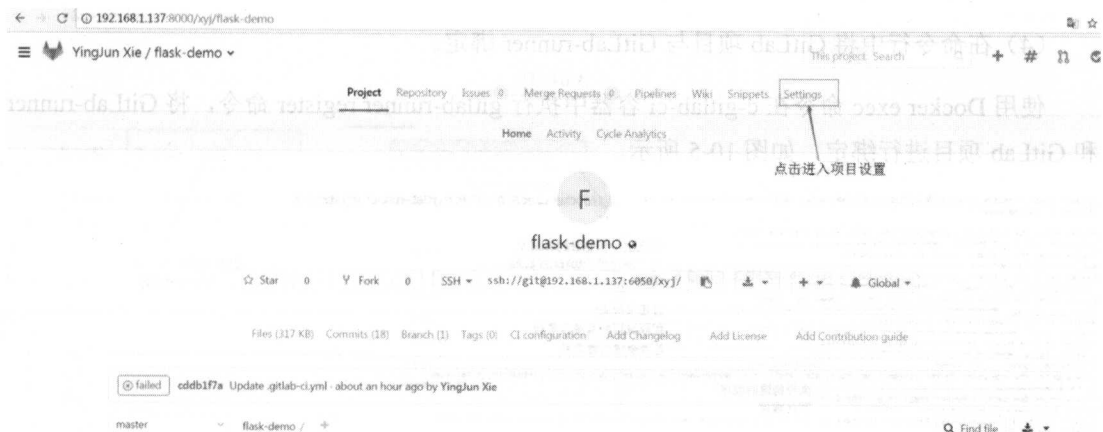 192.168.1.137:8000/xyj/flask-demo
YingJun Xie / flask-demo
This project Search
Project Repository Issues 0 Merge Requests 0 Pipelines Wiki Snippets Settings
Home Activity Cycle Analytics
点击进入项目设置
F
flask-demo
Star 0 Fork 0 SSH ssh://git@192.168.1.137:6050/xyj/ Global
Files (317 KB) Commits (18) Branch (1) Tags (0) CI configuration Add Changelog Add License Add Contribution guide
failed cddb1f7a Update .gitlab-ci.yml · about an hour ago by YingJun Xie
master flask-demo / +
Find file